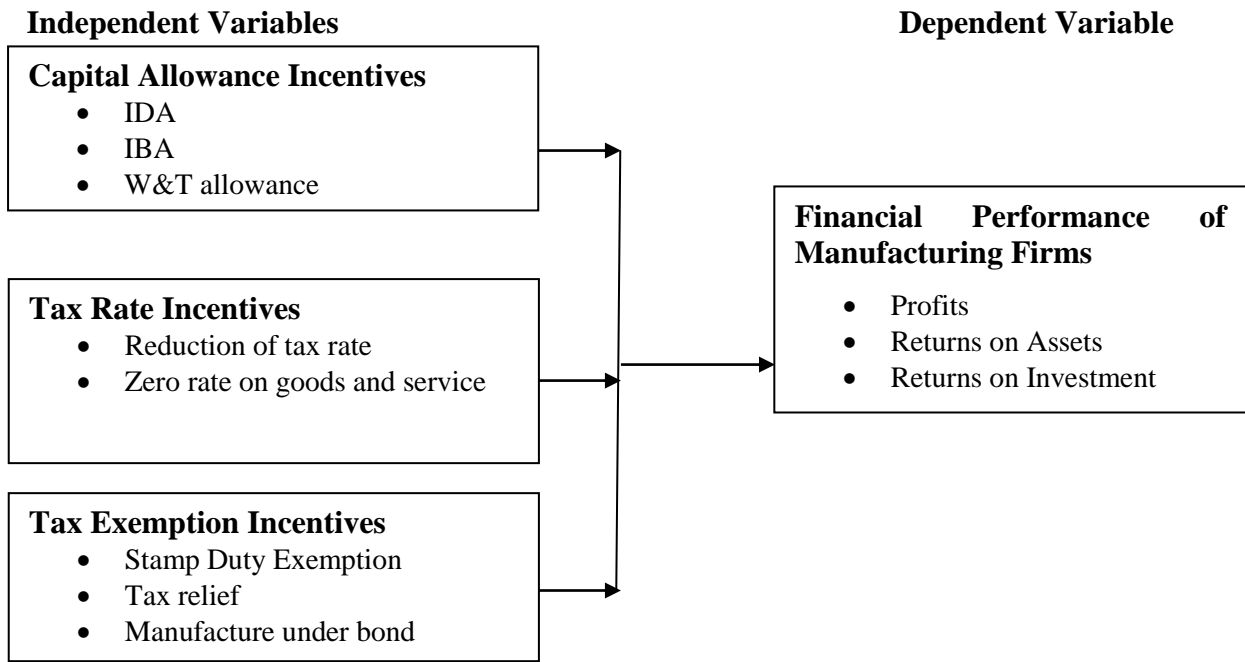 Independent Variables
Dependent Variable
Capital Allowance Incentives
• IDA
• IBA
• W&T allowance
Tax Rate Incentives
• Reduction of tax rate
• Zero rate on goods and service
Tax Exemption Incentives
• Stamp Duty Exemption
• Tax relief
• Manufacture under bond
Financial Performance of
Manufacturing Firms
• Profits
• Returns on Assets
• Returns on Investment